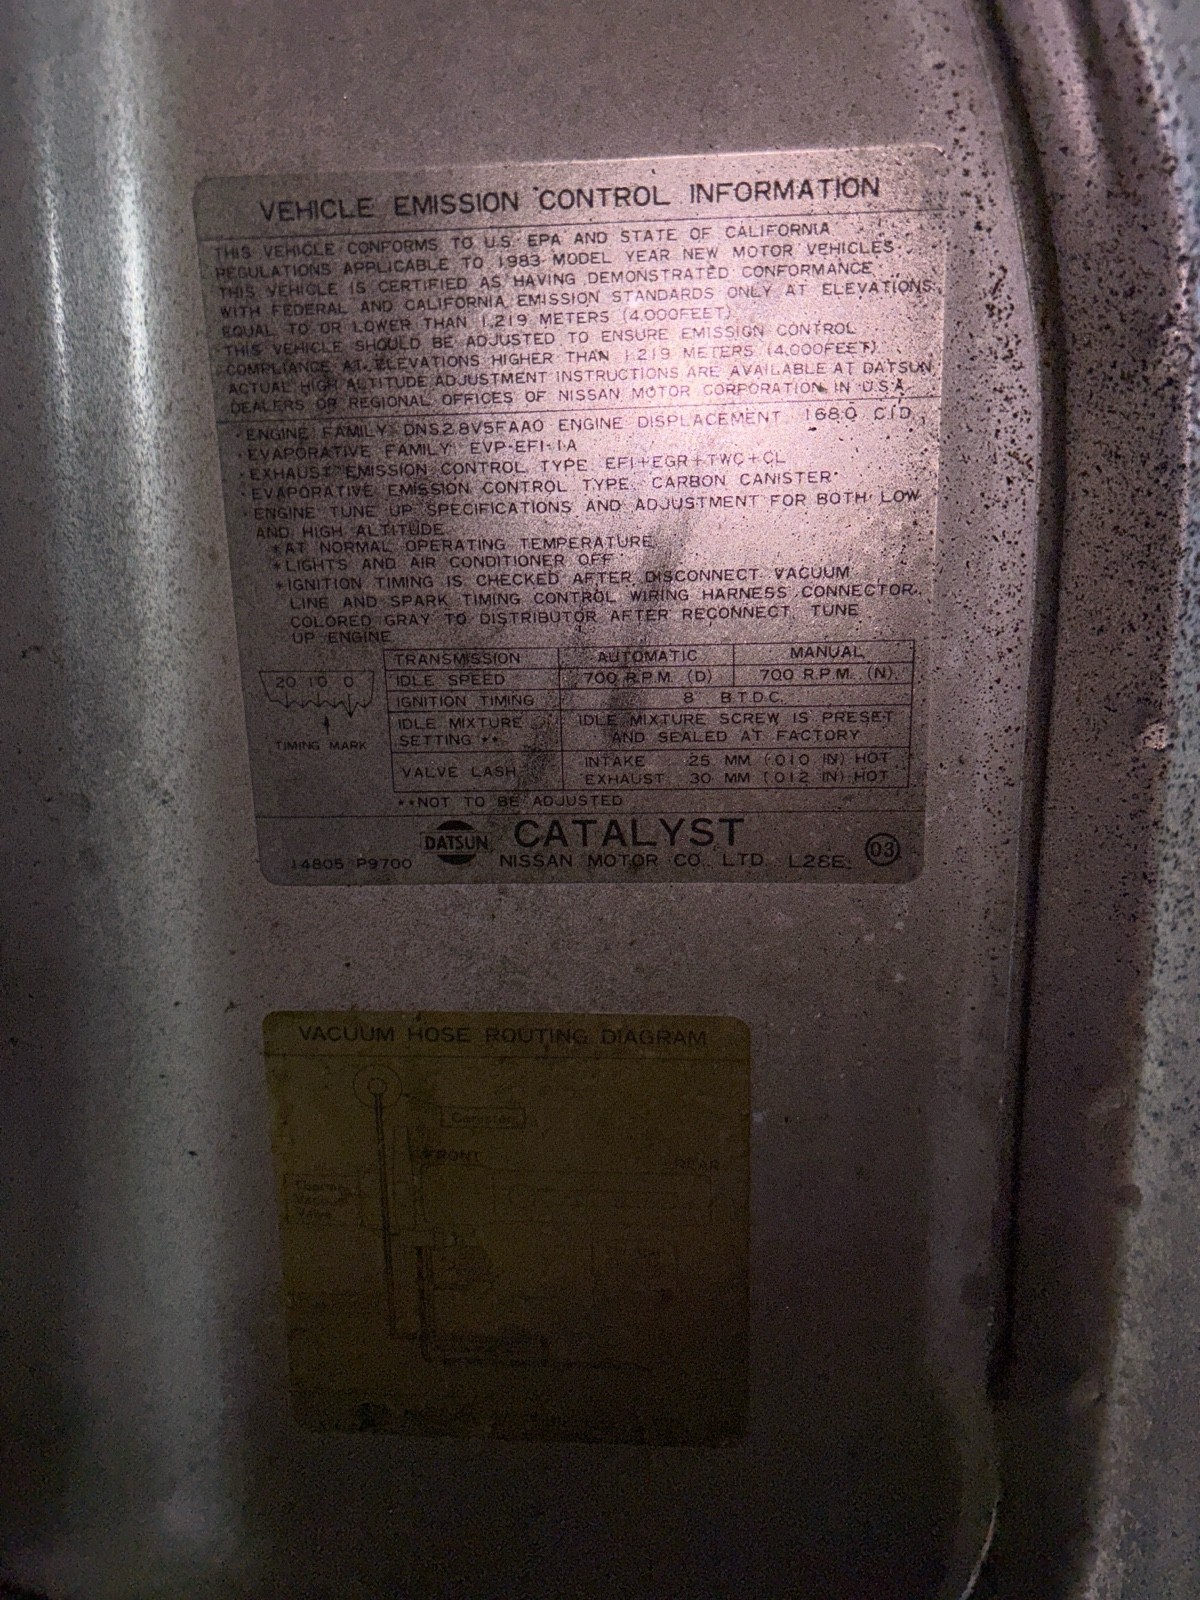 VEHICLE EMISSION CONTROL INFORMATION
THIS VEHICLE CONFORMS TO U.S. EPA AND STATE OF CALIFORNIA
REGULATIONS APPLICABLE TO 1983 MODEL YEAR NEW MOTOR VEHICLES.
THIS VEHICLE IS CERTIFIED AS HAVING DEMONSTRATED CONFORMANCE
WITH FEDERAL AND CALIFORNIA EMISSION STANDARDS ONLY AT ELEVATIONS
EQUAL TO OR LOWER THAN 1,219 METERS (4,000FEET)
THIS VEHICLE SHOULD BE ADJUSTED TO ENSURE EMISSION CONTROL
COMPLIANCE AT ELEVATIONS HIGHER THAN 1,219 METERS (4,000FEET).
ACTUAL HIGH ALTITUDE ADJUSTMENT INSTRUCTIONS ARE AVAILABLE AT DATSUN
DEALERS OR REGIONAL OFFICES OF NISSAN MOTOR CORPORATION IN U.S.A.
·ENGINE FAMILY: DNS2.8V5FAA0 ENGINE DISPLACEMENT 168.0 CID
·EVAPORATIVE FAMILY: EVP-EFI-1A
·EXHAUST EMISSION CONTROL TYPE EFI+EGR+TWC+CL
·EVAPORATIVE EMISSION CONTROL TYPE: CARBON CANISTER
·ENGINE TUNE UP SPECIFICATIONS AND ADJUSTMENT FOR BOTH LOW
AND HIGH ALTITUDE
*AT NORMAL OPERATING TEMPERATURE
*LIGHTS AND AIR CONDITIONER OFF
*IGNITION TIMING IS CHECKED AFTER DISCONNECT VACUUM
LINE AND SPARK TIMING CONTROL WIRING HARNESS CONNECTOR
COLORED GRAY TO DISTRIBUTOR AFTER RECONNECT, TUNE
UP ENGINE
TRANSMISSION AUTOMATIC MANUAL
IDLE SPEED 700 R.P.M. (D) 700 R.P.M. (N)
IGNITION TIMING 8° B.T.D.C.
IDLE MIXTURE SETTING ** IDLE MIXTURE SCREW IS PRESET
AND SEALED AT FACTORY
VALVE LASH INTAKE .25 MM (.010 IN) HOT
EXHAUST .30 MM (.012 IN) HOT
20 10 0
TIMING MARK
**NOT TO BE ADJUSTED
14805 P9700 DATSUN CATALYST
NISSAN MOTOR CO., LTD. L28E 03
VACUUM HOSE ROUTING DIAGRAM
Canister
FRONT
REAR